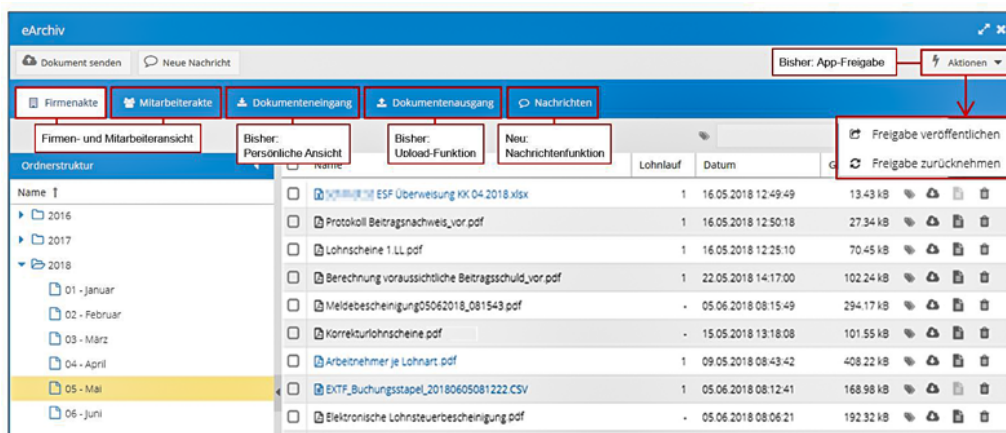 eArchiv
Dokument senden Neue Nachricht Bisher: App-Freigabe Aktionen
Firmenakte Mitarbeiterakte Dokumenteneingang Dokumentenausgang Nachrichten
Firmen- und Mitarbeiteransicht
Bisher:
Persönliche Ansicht
Bisher:
Upload-Funktion
Neu:
Nachrichtenfunktion
Freigabe veröffentlichen
Freigabe zurücknehmen
Ordnerstruktur
Name
2016
2017
2018
01 - Januar
02 - Februar
03 - März
04 - April
05 - Mai
06 - Juni
Name Lohnlauf Datum
ESF Überweisung KK 04.2018.xlsx 1 16.05.2018 12:49:49 13.43 kB
Protokoll Beitragsnachweis_vor.pdf 1 16.05.2018 12:50:18 27.34 kB
Lohnscheine 1.LL.pdf 1 16.05.2018 12:25:10 70.45 kB
Berechnung voraussichtliche Beitragsschuld_vor.pdf 1 22.05.2018 14:17:00 102.24 kB
Meldebescheinigung05062018_081543.pdf - 05.06.2018 08:15:49 294.17 kB
Korrekturlohnscheine.pdf - 15.05.2018 13:18:08 101.55 kB
Arbeitnehmer je Lohnart.pdf 1 09.05.2018 08:43:42 408.22 kB
EXTF_Buchungsstapel_20180605081222.CSV 1 05.06.2018 08:12:41 168.98 kB
Elektronische Lohnsteuerbescheinigung.pdf - 05.06.2018 08:06:21 192.32 kB